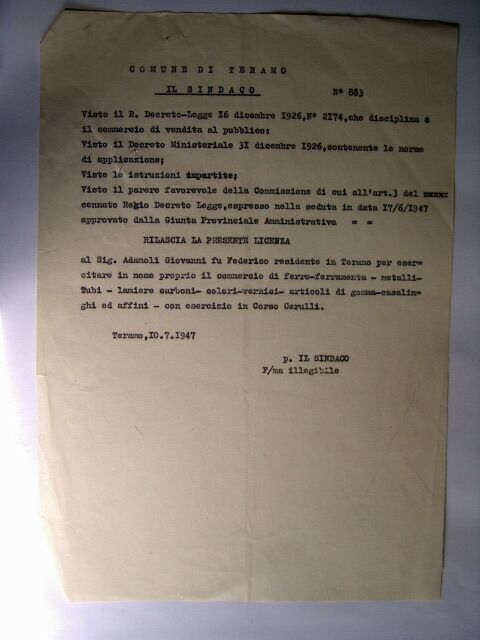 COMUNE DI TERAMO
IL SINDACO
N° 883
Visto il R. Decreto-Legge 16 dicembre 1926,N° 2174,che disciplina
il commercio di vendita al pubblico:
Visto il Decreto Ministeriale 31 dicembre 1926,contenente le norme
di applicazione;
Viste le istruzioni impartite;
Visto il parere favorevole della Commissione di cui all'art.3 del
cennato Regio Decreto Legge,espresso nella seduta in data 17/6/1947
approvato dalla Giunta Provinciale Amministrativa = =
RILASCIA LA PRESENTE LICENZA
al Sig. Adamoli Giovanni fu Federico residente in Teramo per eser=
citare in nome proprio il commercio di ferro-ferramenta - metalli-
Tubi - lamiere carboni- colori-vernici- articoli di gomma-casalin=
ghi ed affini - con esercizio in Corso Cerulli.
Teramo,10.7.1947
p. IL SINDACO
F/ma illegibile